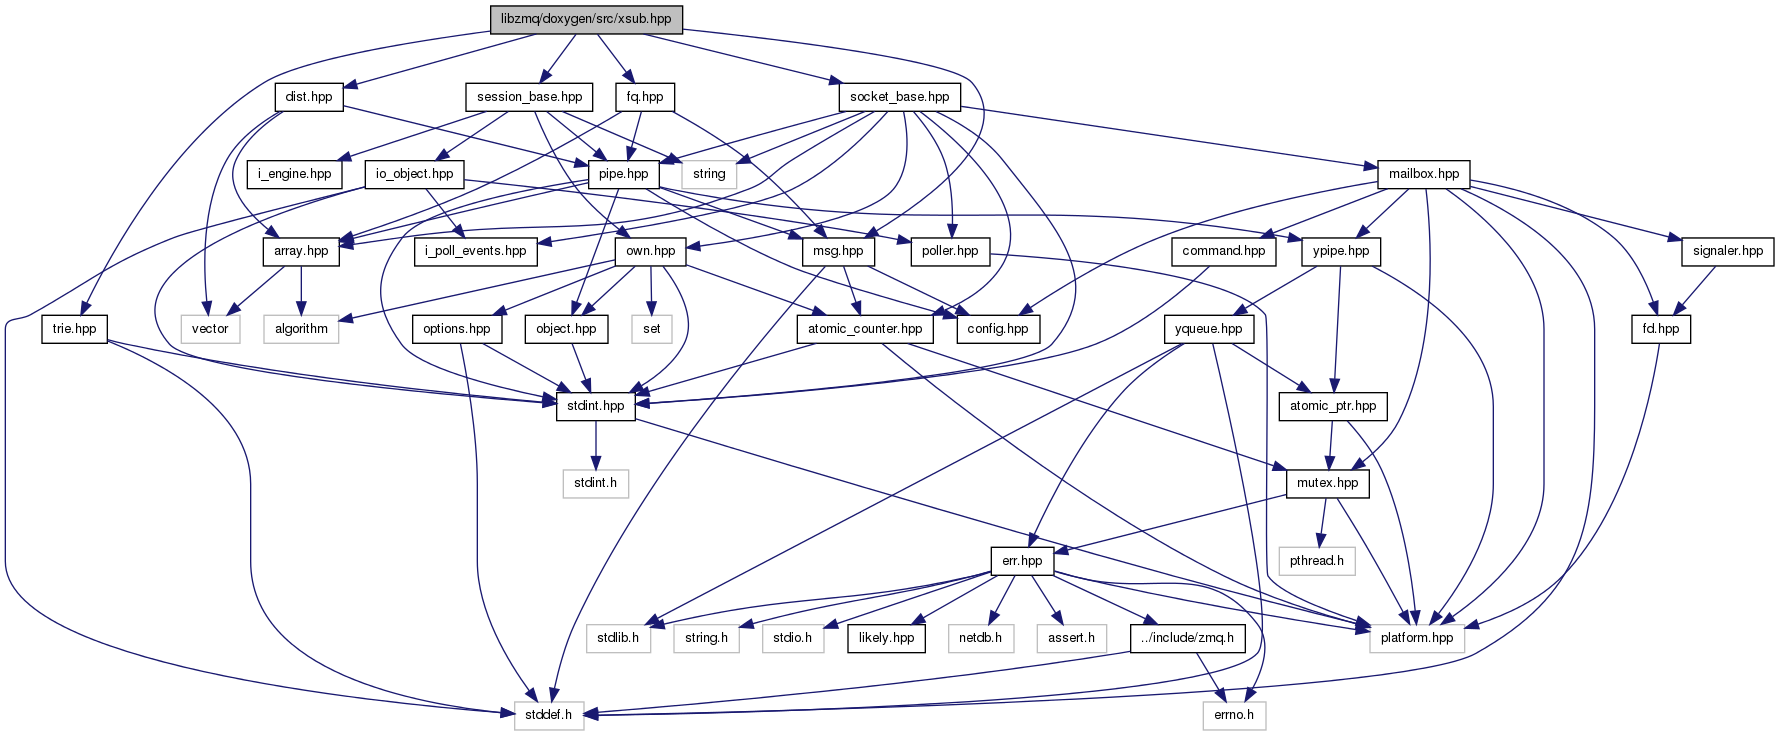 libzmq/doxygen/src/xsub.hpp
dist.hpp
session_base.hpp
fq.hpp
socket_base.hpp
i_engine.hpp
io_object.hpp
pipe.hpp
string
mailbox.hpp
array.hpp
i_poll_events.hpp
own.hpp
msg.hpp
poller.hpp
command.hpp
ypipe.hpp
signaler.hpp
trie.hpp
vector
algorithm
options.hpp
object.hpp
set
atomic_counter.hpp
config.hpp
yqueue.hpp
fd.hpp
stdint.hpp
atomic_ptr.hpp
stdint.h
mutex.hpp
err.hpp
pthread.h
stdlib.h
string.h
stdio.h
likely.hpp
netdb.h
assert.h
../include/zmq.h
platform.hpp
stddef.h
errno.h